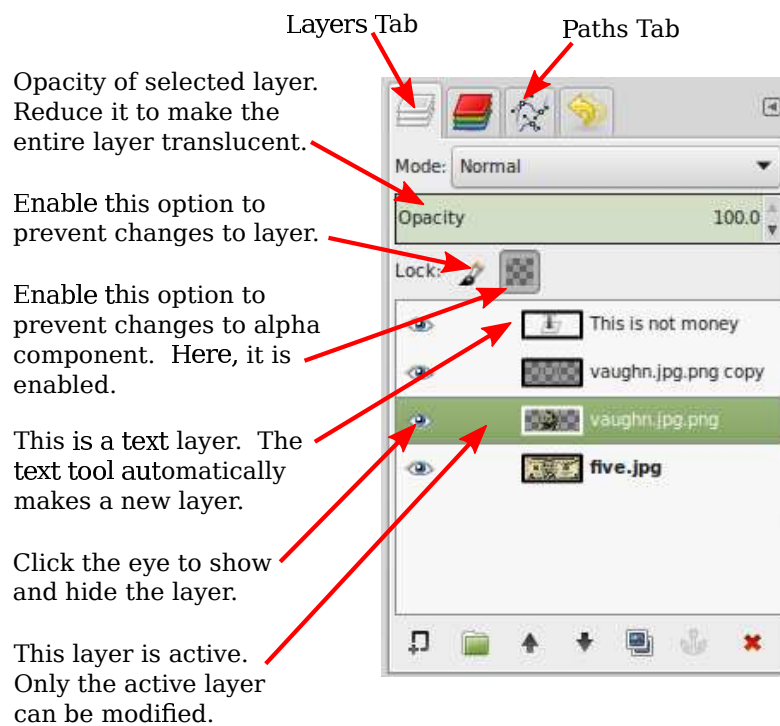 Layers Tab
Paths Tab
Opacity of selected layer.
Reduce it to make the
entire layer translucent.
Enable this option to
prevent changes to layer.
Enable this option to
prevent changes to alpha
component. Here, it is
enabled.
This is a text layer. The
text tool automatically
makes a new layer.
Click the eye to show
and hide the layer.
This layer is active.
Only the active layer
can be modified.
Mode: Normal
Opacity 100.0
Lock:
This is not money
vaughn.jpg.png copy
vaughn.jpg.png
five.jpg